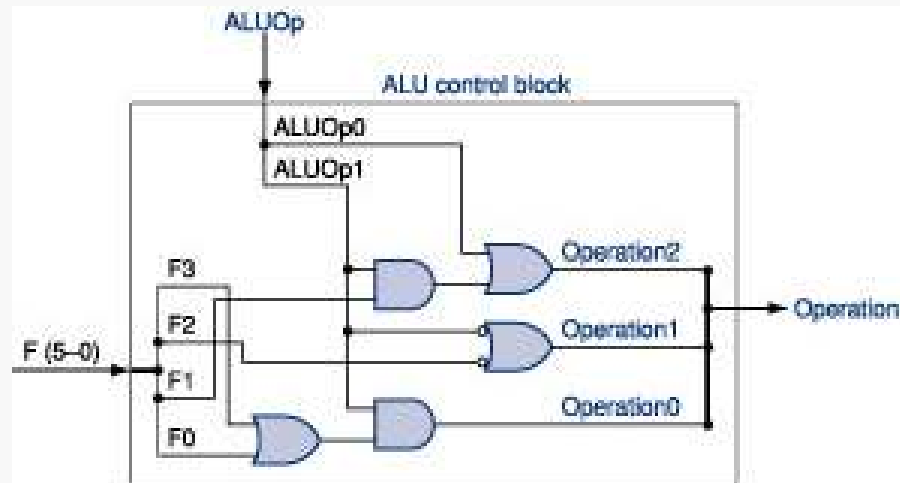 ALUOp
ALU control block
ALUOp0
ALUOp1
Operation2
F3
F2
Operation1
Operation
F (5–0)
F1
Operation0
F0